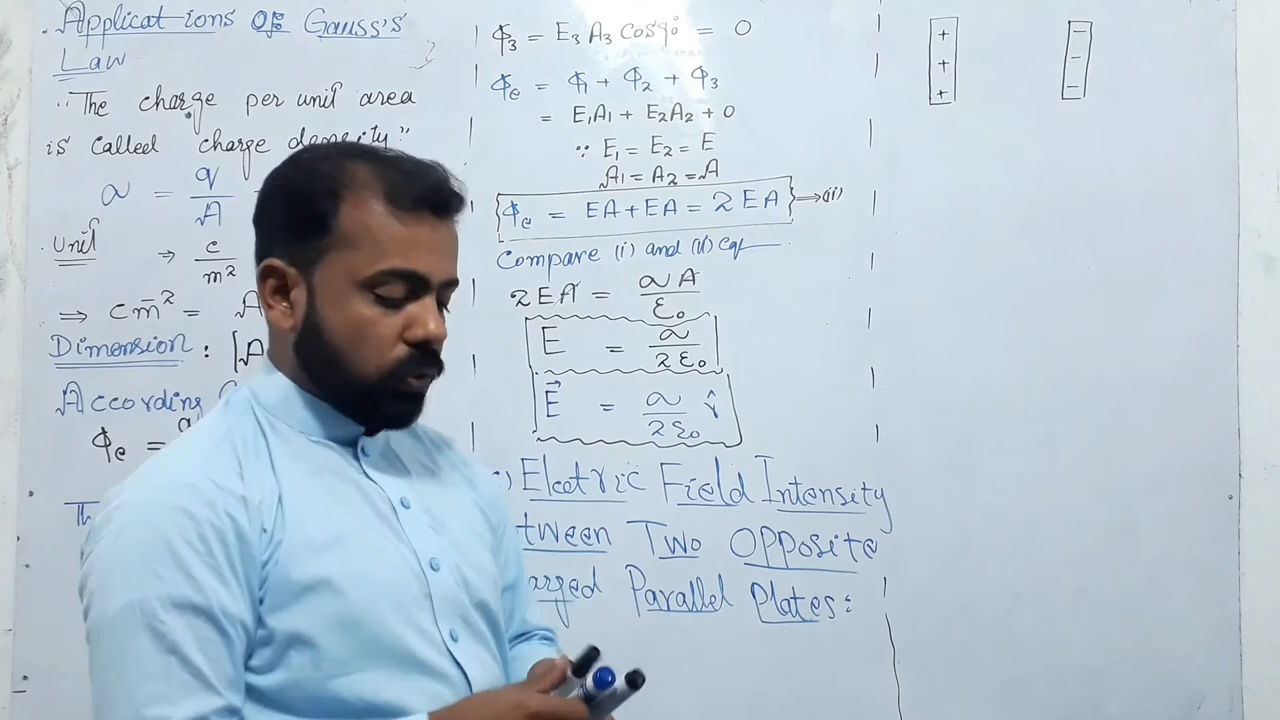 Applications of Gauss's
Law
"The charge per unit area
is called charge density"
σ = q/A
Unit ⇒ c/m²
⇒ cm⁻² = A
Dimension : [A
According
Φe =
Th
Φ₃ = E₃ A₃ Cos90° = 0
Φe = Φ₁ + Φ₂ + Φ₃
= E₁A₁ + E₂A₂ + 0
∵ E₁ = E₂ = E
A₁ = A₂ = A
Φe = EA + EA = 2EA → (ii)
Compare (i) and (ii) eq
2EA = σA/ε₀
E = σ/2ε₀
E⃗ = σ/2ε₀ r̂
) Electric Field Intensity
tween Two Opposite
arged Parallel Plates:
+ −
+ −
+ −